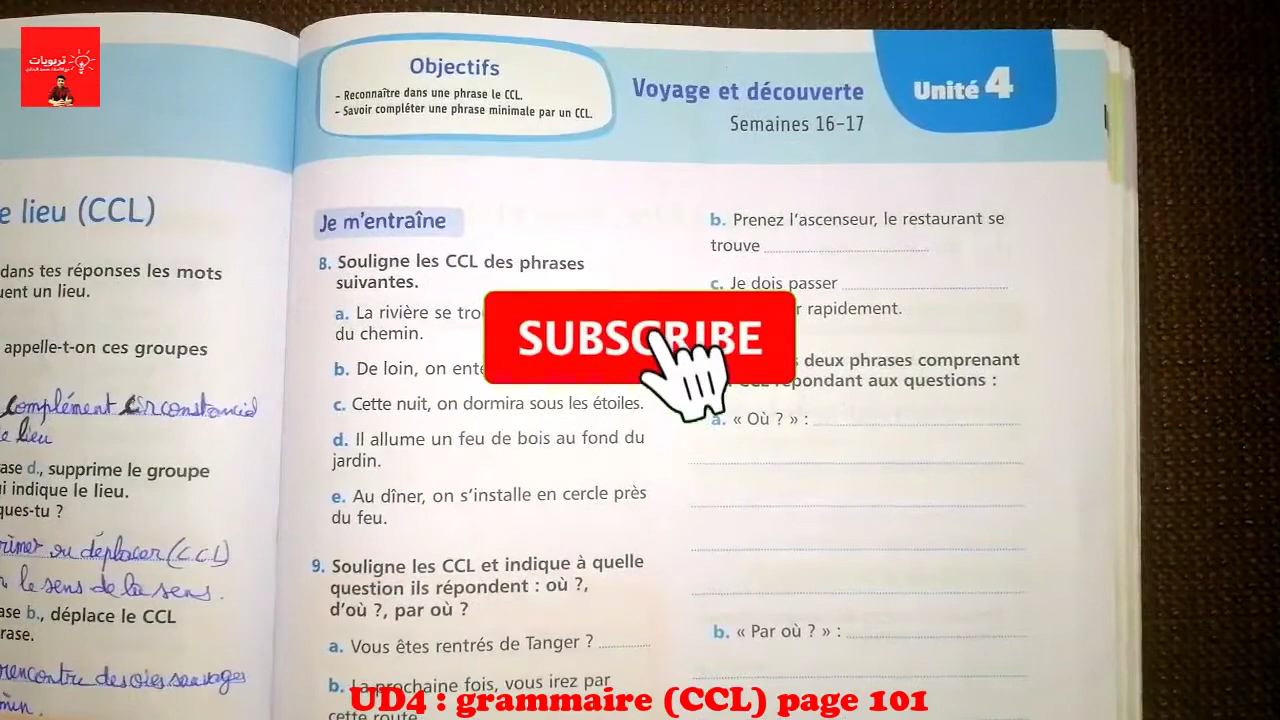 تربويات
e lieu (CCL)
dans tes réponses les mots
uent un lieu.
appelle-t-on ces groupes
complément circonstanciel
de lieu
ase d., supprime le groupe
i indique le lieu.
ques-tu ?
rimer ou déplacer (C.C.L)
le sens de la sens.
ase b., déplace le CCL
rase.
rencontre des oies sauvages
min.
Objectifs
- Reconnaître dans une phrase le CCL.
- Savoir compléter une phrase minimale par un CCL.
Voyage et découverte
Semaines 16-17
Unité 4
Je m'entraîne
8. Souligne les CCL des phrases
suivantes.
a. La rivière se trou
du chemin.
b. De loin, on ente
c. Cette nuit, on dormira sous les étoiles.
d. Il allume un feu de bois au fond du
jardin.
e. Au dîner, on s'installe en cercle près
du feu.
9. Souligne les CCL et indique à quelle
question ils répondent : où ?,
d'où ?, par où ?
a. Vous êtes rentrés de Tanger ?
b. La prochaine fois, vous irez par
cette route.
b. Prenez l'ascenseur, le restaurant se
trouve
c. Je dois passer
r rapidement.
deux phrases comprenant
CCL répondant aux questions :
a. « Où ? » :
b. « Par où ? » :
SUBSCRIBE
UD4 : grammaire (CCL) page 101